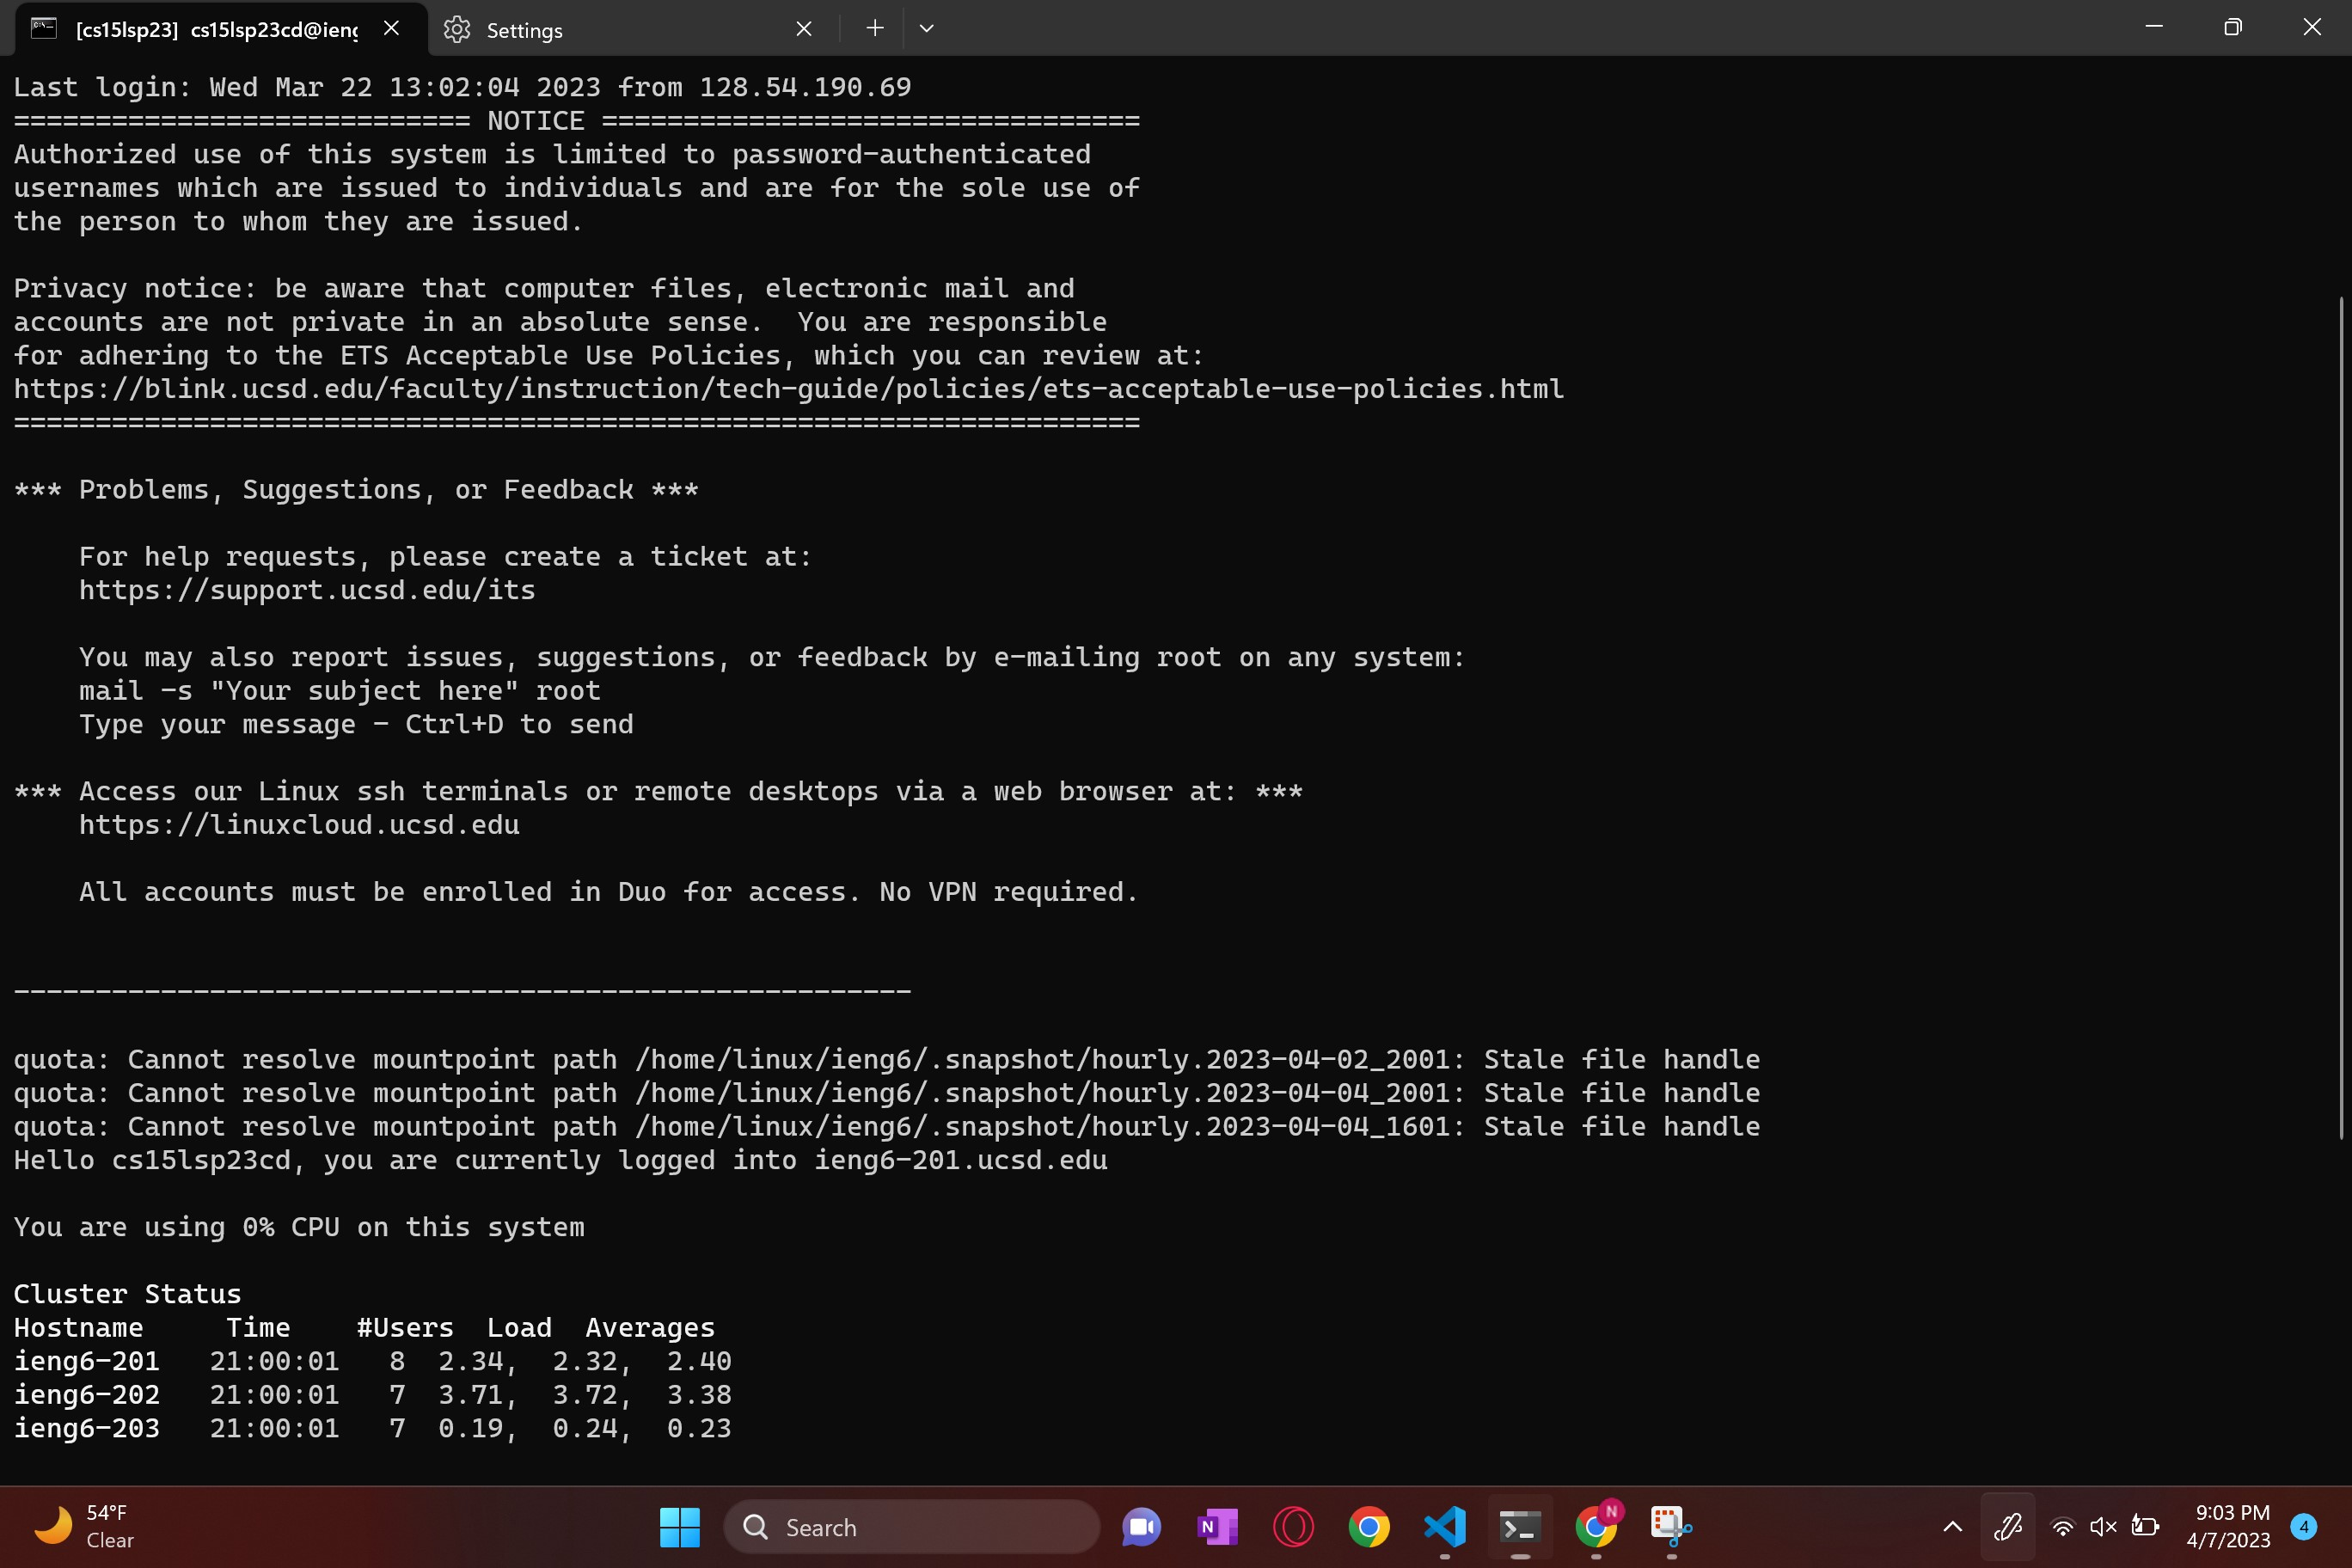 [cs15lsp23] cs15lsp23cd@ieng
Settings
Last login: Wed Mar 22 13:02:04 2023 from 128.54.190.69
============================ NOTICE =================================
Authorized use of this system is limited to password-authenticated
usernames which are issued to individuals and are for the sole use of
the person to whom they are issued.
Privacy notice: be aware that computer files, electronic mail and
accounts are not private in an absolute sense.  You are responsible
for adhering to the ETS Acceptable Use Policies, which you can review at:
https://blink.ucsd.edu/faculty/instruction/tech-guide/policies/ets-acceptable-use-policies.html
=====================================================================
*** Problems, Suggestions, or Feedback ***
For help requests, please create a ticket at:
https://support.ucsd.edu/its
You may also report issues, suggestions, or feedback by e-mailing root on any system:
mail -s "Your subject here" root
Type your message - Ctrl+D to send
*** Access our Linux ssh terminals or remote desktops via a web browser at: ***
https://linuxcloud.ucsd.edu
All accounts must be enrolled in Duo for access. No VPN required.
-------------------------------------------------------
quota: Cannot resolve mountpoint path /home/linux/ieng6/.snapshot/hourly.2023-04-02_2001: Stale file handle
quota: Cannot resolve mountpoint path /home/linux/ieng6/.snapshot/hourly.2023-04-04_2001: Stale file handle
quota: Cannot resolve mountpoint path /home/linux/ieng6/.snapshot/hourly.2023-04-04_1601: Stale file handle
Hello cs15lsp23cd, you are currently logged into ieng6-201.ucsd.edu
You are using 0% CPU on this system
Cluster Status
Hostname     Time    #Users  Load  Averages
ieng6-201   21:00:01   8  2.34,  2.32,  2.40
ieng6-202   21:00:01   7  3.71,  3.72,  3.38
ieng6-203   21:00:01   7  0.19,  0.24,  0.23
54°F
Clear
Search
N
N
9:03 PM
4/7/2023
4